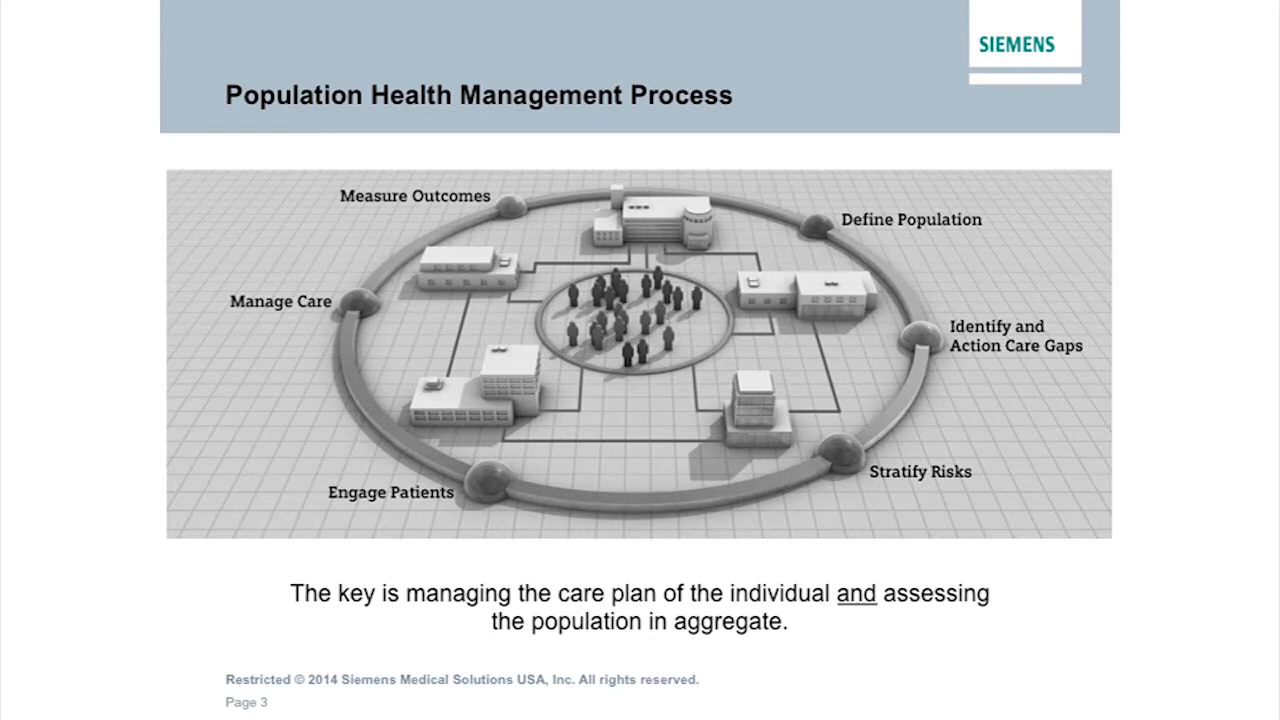 SIEMENS
Population Health Management Process
Measure Outcomes
Define Population
Manage Care
Identify and
Action Care Gaps
Stratify Risks
Engage Patients
The key is managing the care plan of the individual and assessing
the population in aggregate.
Restricted © 2014 Siemens Medical Solutions USA, Inc. All rights reserved.
Page 3